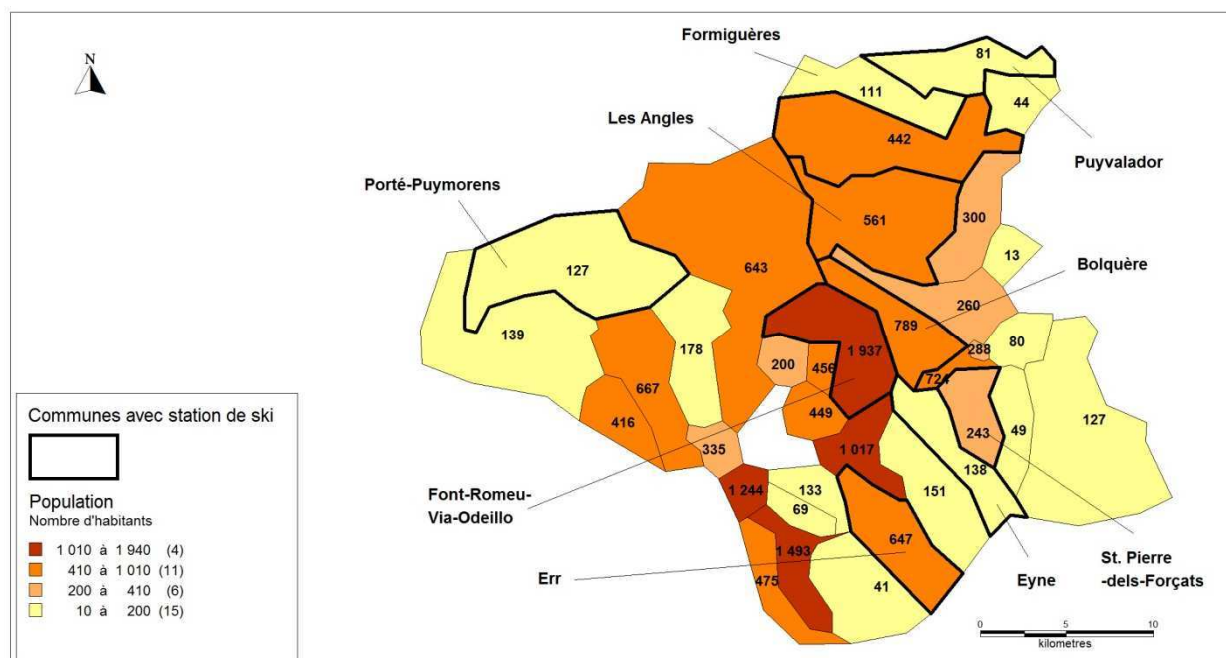 N
Formiguères
81
111
44
Les Angles
442
Puyvalador
Porté-Puymorens
561
300
13
127
643
Bolquère
260
139
789
178
1 937
288
80
200
456
667
724
416
449
127
335
243
49
1 017
138
Font-Romeu-
Via-Odeillo
1 244
133
151
69
647
1 493
St. Pierre
-dels-Forçats
Err
475
41
Eyne
Communes avec station de ski
Population
Nombre d'habitants
1 010 à 1 940 (4)
410 à 1 010 (11)
200 à 410 (6)
10 à 200 (15)
0 5 10
kilometres